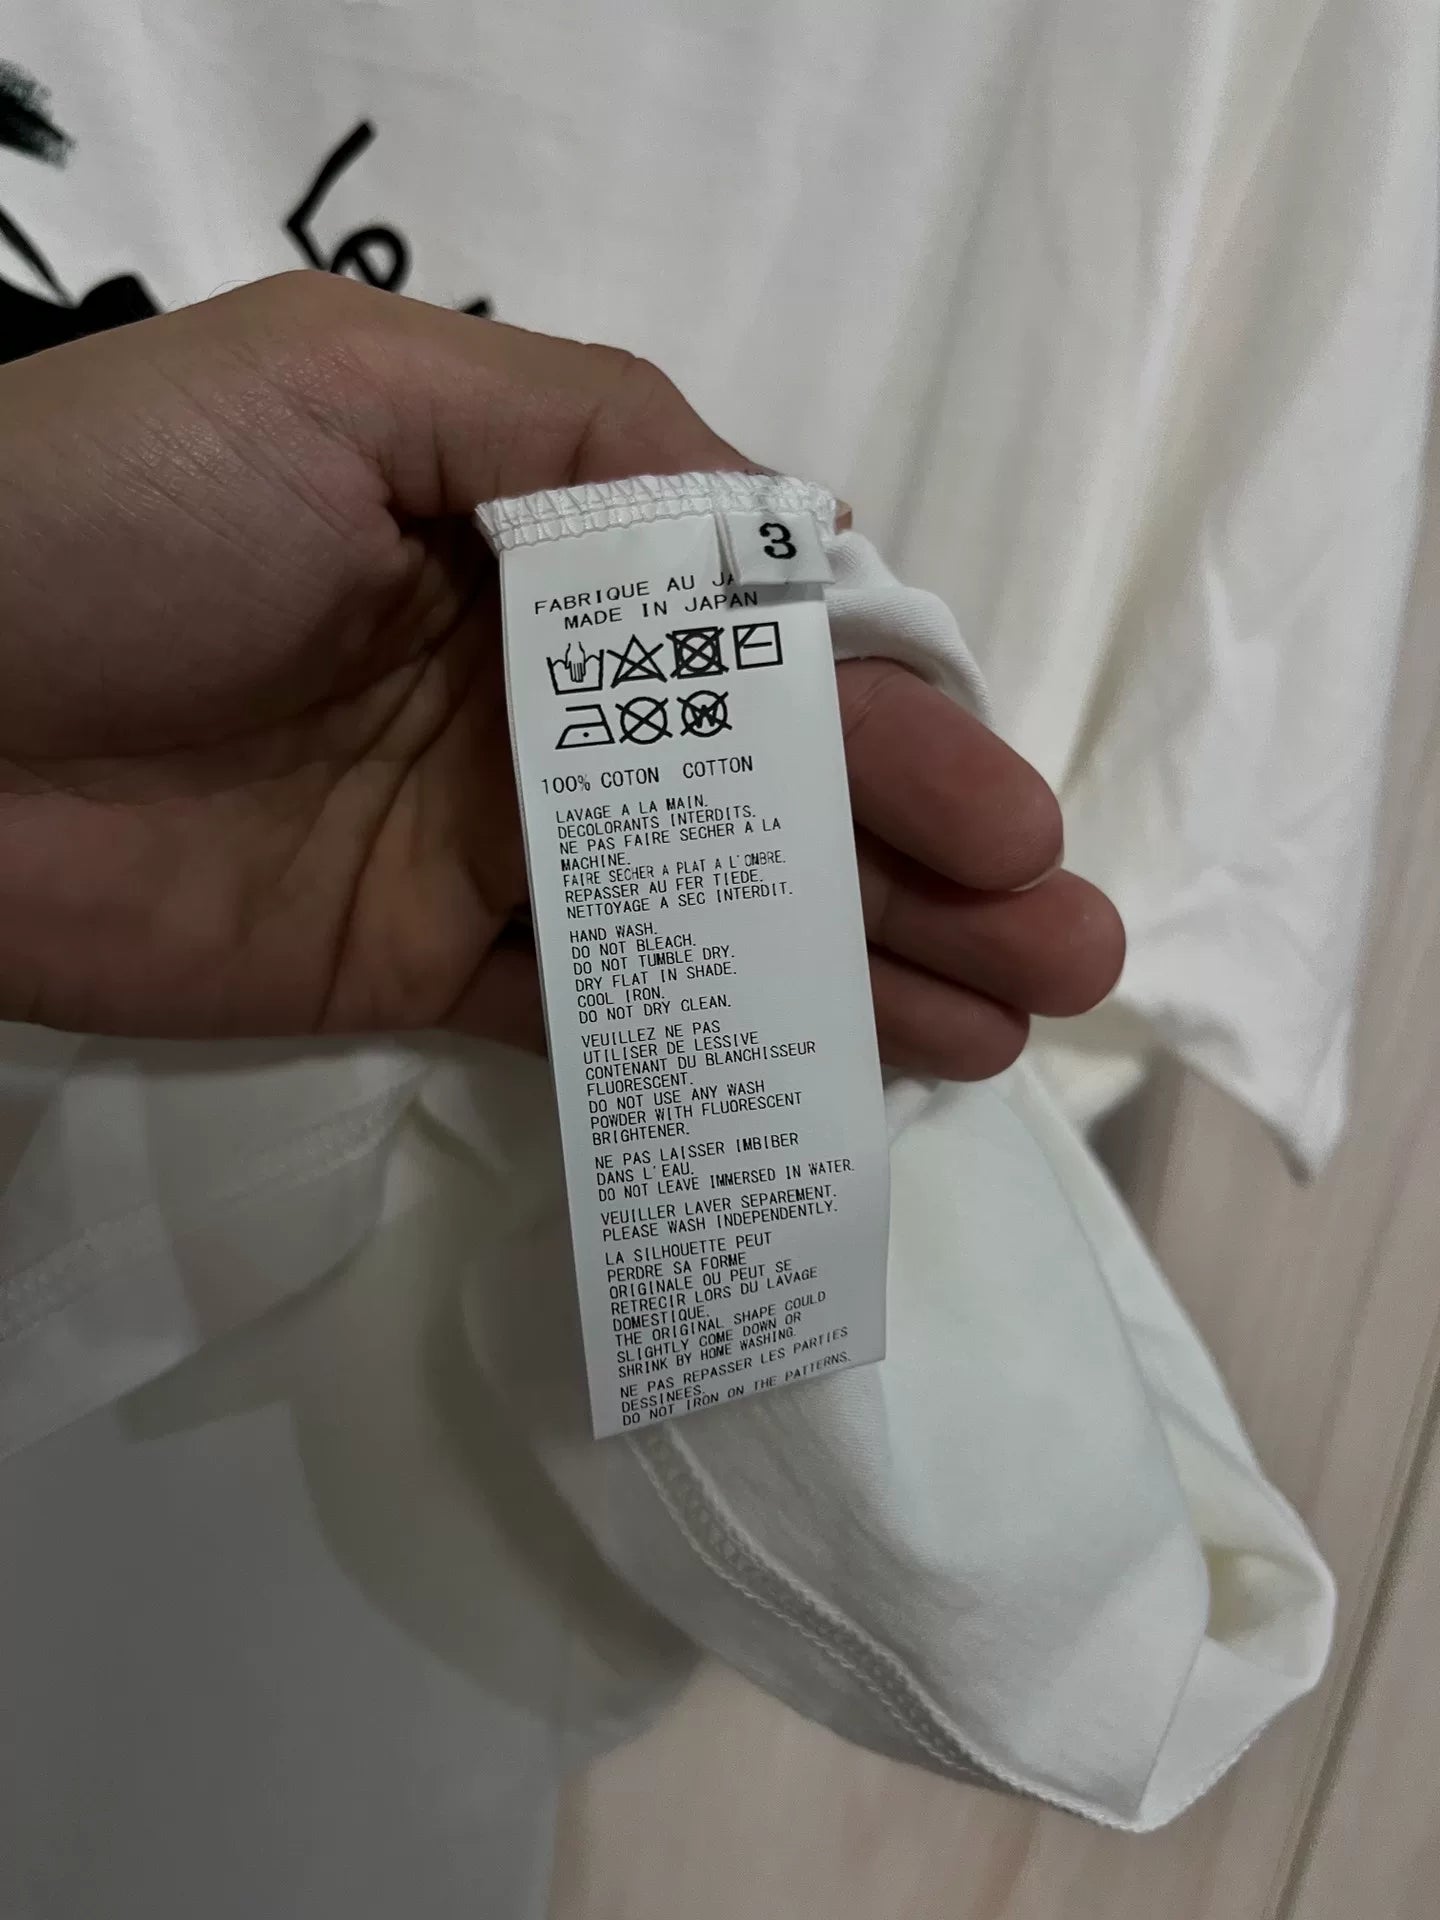 3
FABRIQUE AU
MADE IN JAPAN
W
100% COTON COTTON
LAVAGE A LA MAIN.
DECOLORANTS INTERDITS.
NE PAS FAIRE SECHER A LA
MACHINE.
FAIRE SECHER A PLAT A L'OMBRE.
REPASSER AU FER TIEDE.
NETTOYAGE A SEC INTERDIT.
HAND WASH.
DO NOT BLEACH.
DO NOT TUMBLE DRY.
DRY FLAT IN SHADE.
COOL IRON.
DO NOT DRY CLEAN.
VEUILLEZ NE PAS
UTILISER DE LESSIVE
CONTENANT DU BLANCHISSEUR
FLUORESCENT.
DO NOT USE ANY WASH
POWDER WITH FLUORESCENT
BRIGHTENER.
NE PAS LAISSER IMBIBER
DANS L'EAU.
DO NOT LEAVE IMMERSED IN WATER.
VEUILLER LAVER SEPAREMENT.
PLEASE WASH INDEPENDENTLY.
LA SILHOUETTE PEUT
PERDRE SA FORME
ORIGINALE OU PEUT SE
RETRECIR LORS DU LAVAGE
DOMESTIQUE.
THE ORIGINAL SHAPE COULD
SLIGHTLY COME DOWN OR
SHRINK BY HOME WASHING.
NE PAS REPASSER LES PARTIES
DESSINEES.
DO NOT IRON ON THE PATTERNS.